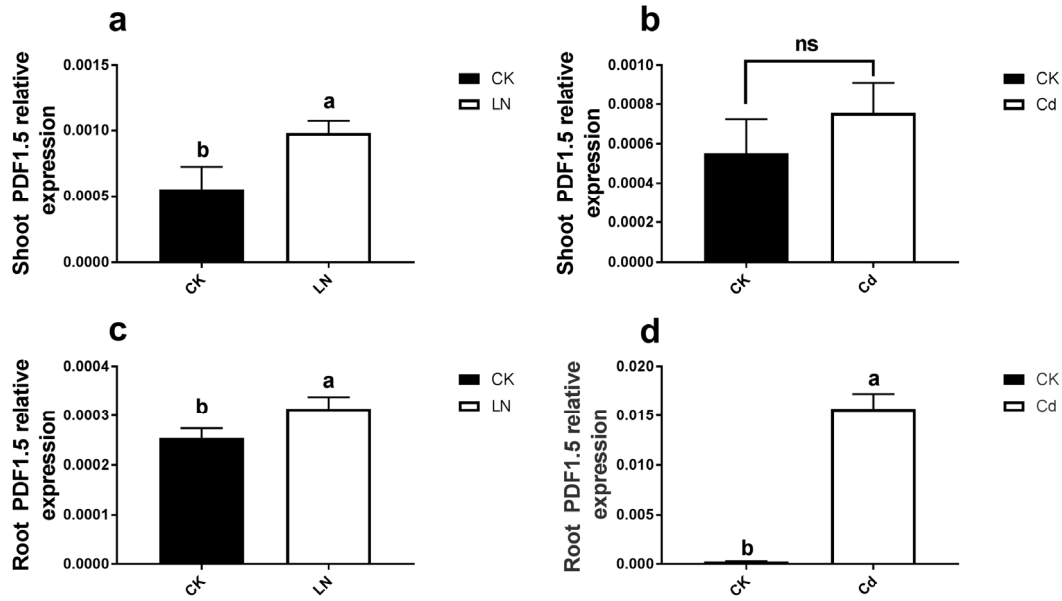 a
Shoot PDF1.5 relative
expression
0.0015
0.0010
0.0005
0.0000
b
a
CK
LN
CK
LN
b
Shoot PDF1.5 relative
expression
0.0010
0.0008
0.0006
0.0004
0.0002
0.0000
ns
CK
Cd
CK
Cd
c
Root PDF1.5 relative
expression
0.0004
0.0003
0.0002
0.0001
0.0000
b
a
CK
LN
CK
LN
d
Root PDF1.5 relative
expression
0.020
0.015
0.010
0.005
0.000
b
a
CK
Cd
CK
Cd